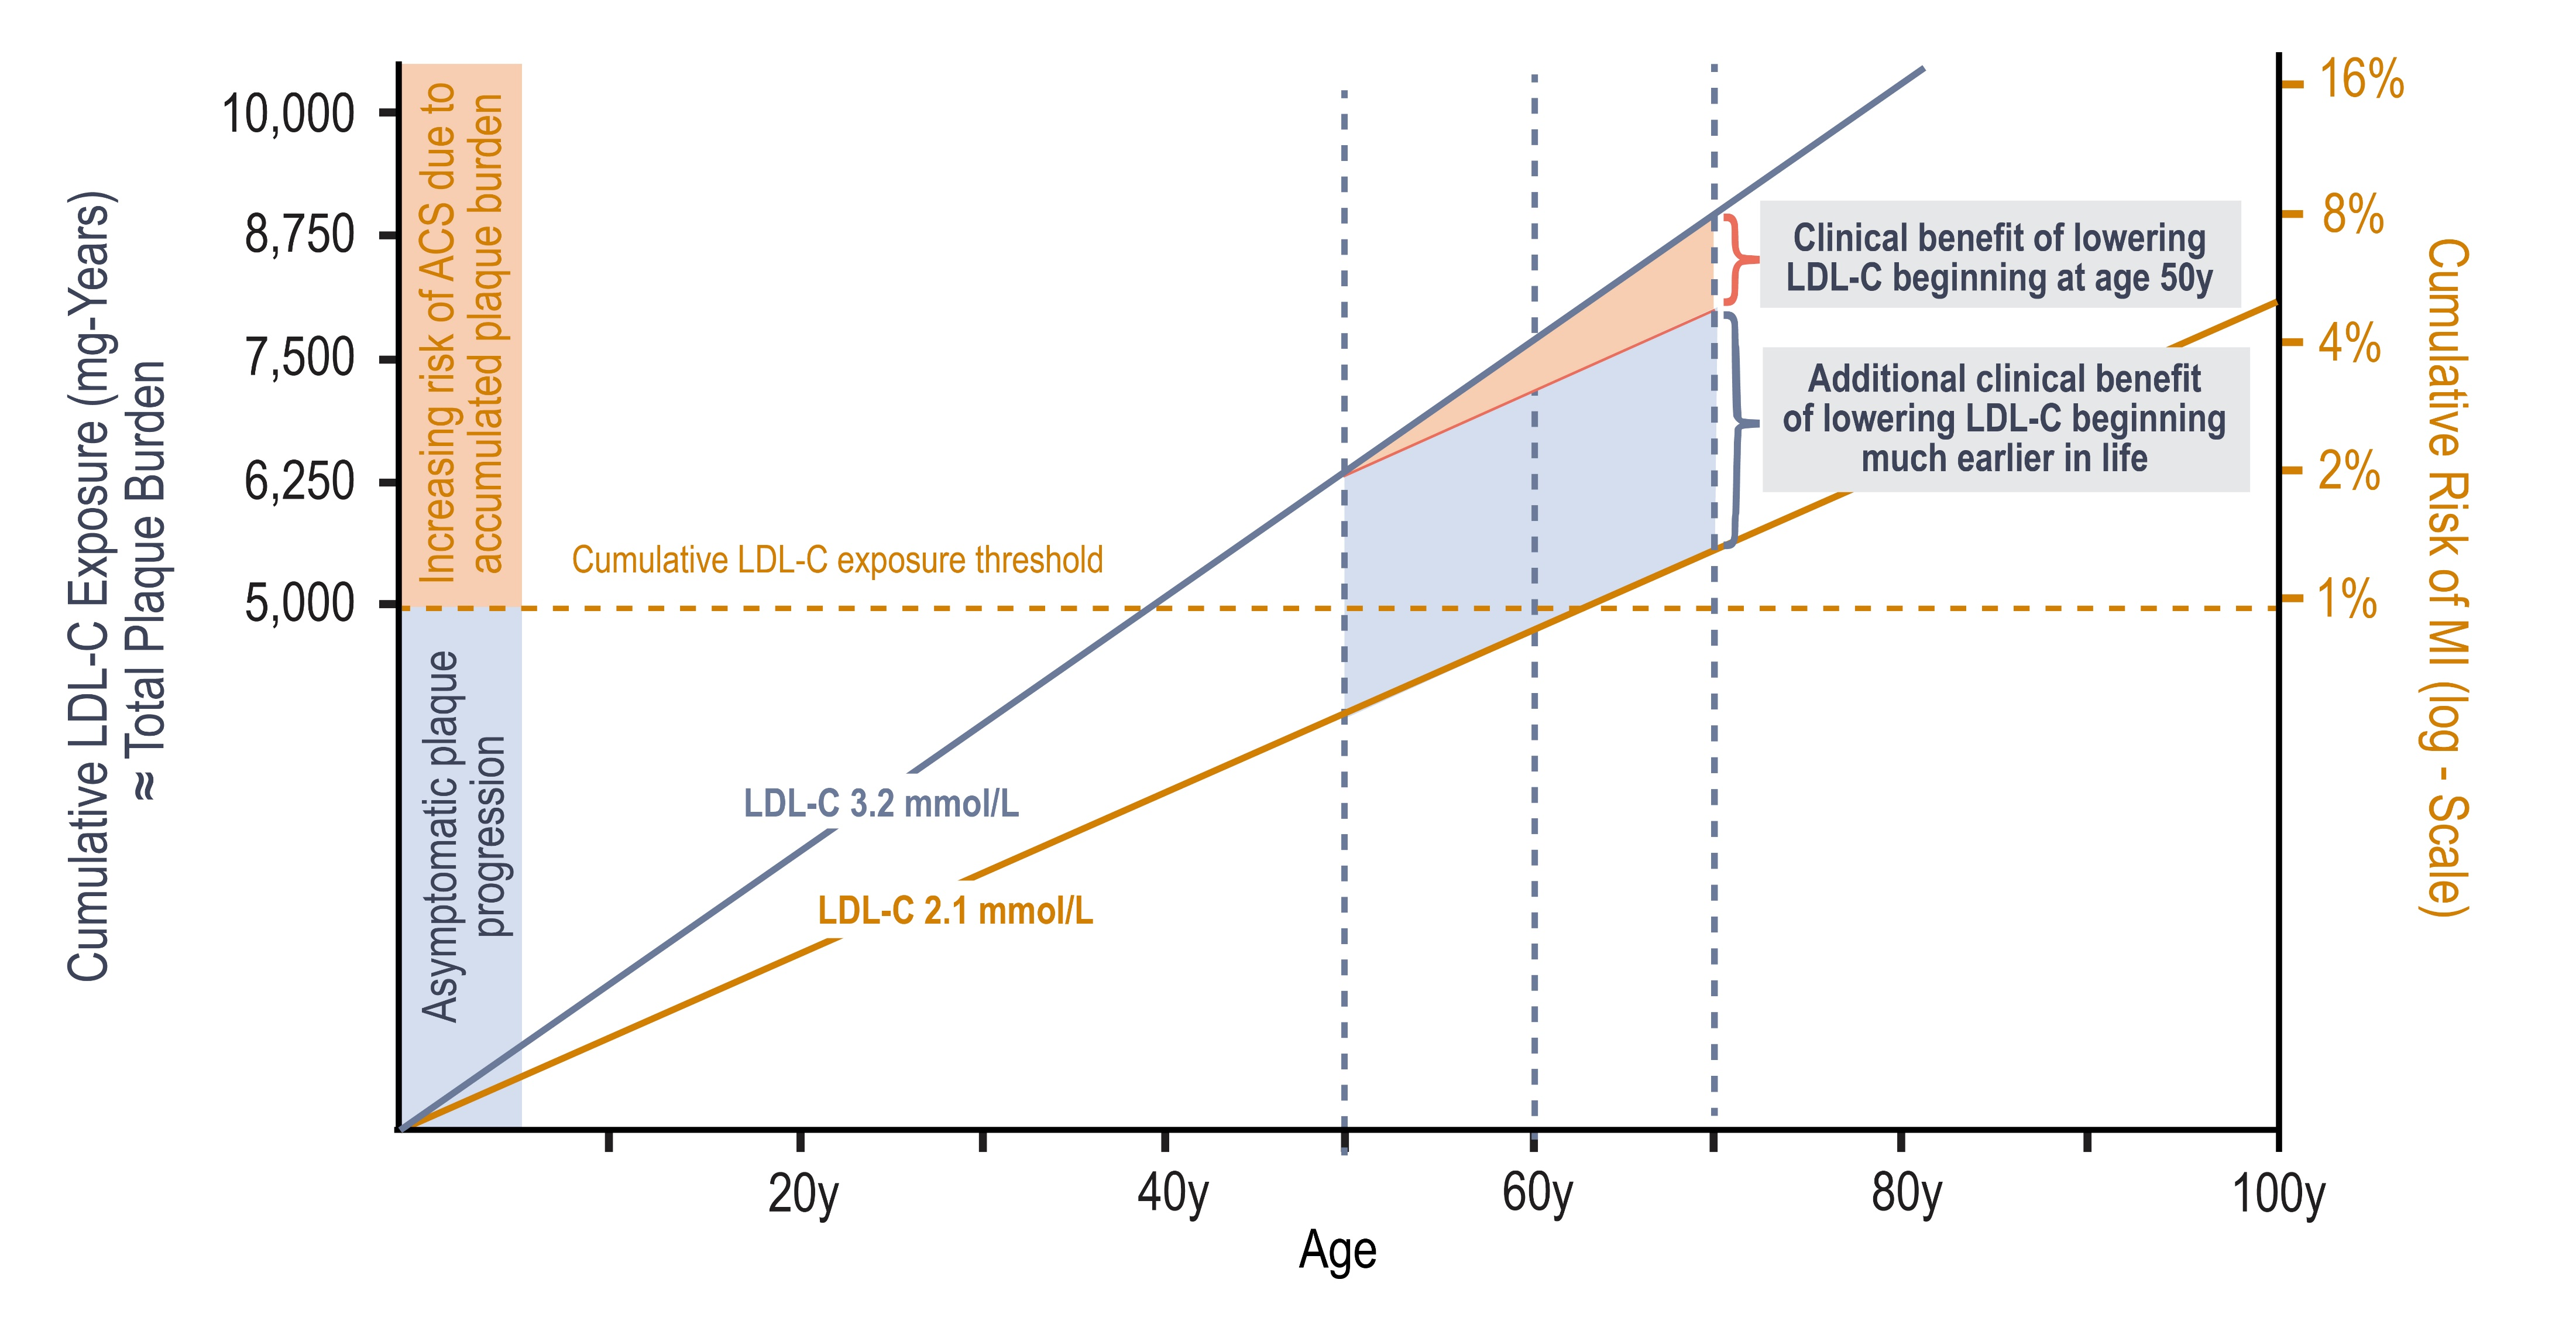 Cumulative LDL-C Exposure (mg-Years)
≈ Total Plaque Burden
10,000
8,750
7,500
6,250
5,000
Increasing risk of ACS due to
accumulated plaque burden
Asymptomatic plaque
progression
Cumulative LDL-C exposure threshold
LDL-C 3.2 mmol/L
LDL-C 2.1 mmol/L
Clinical benefit of lowering
LDL-C beginning at age 50y
Additional clinical benefit
of lowering LDL-C beginning
much earlier in life
16%
8%
4%
2%
1%
Cumulative Risk of MI (log - Scale)
20y
40y
60y
80y
100y
Age